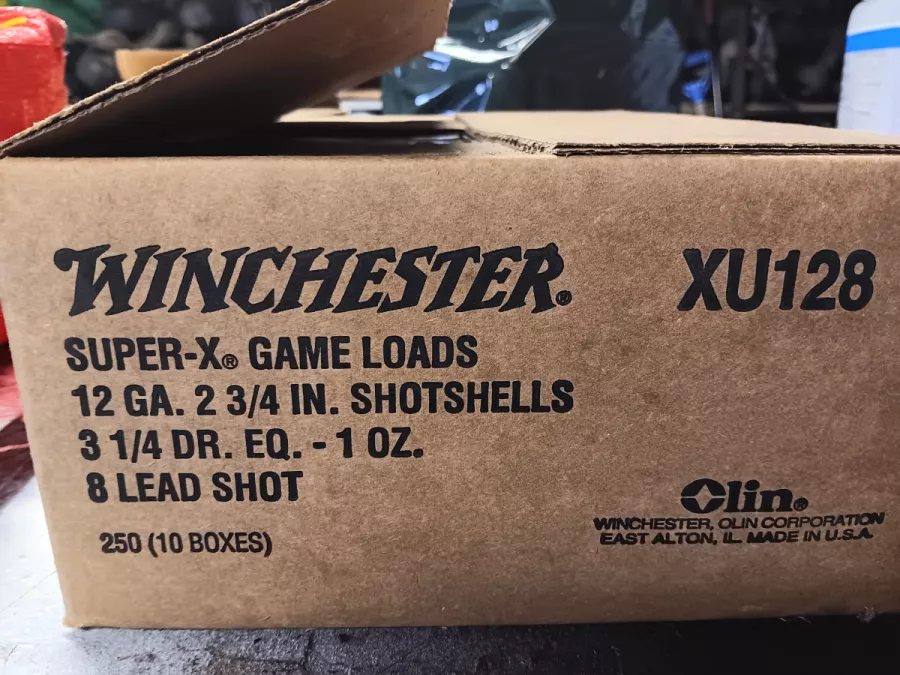 WINCHESTER® XU128
SUPER-X® GAME LOADS
12 GA. 2 3/4 IN. SHOTSHELLS
3 1/4 DR. EQ. - 1 OZ.
8 LEAD SHOT
250 (10 BOXES)
Olin®
WINCHESTER, OLIN CORPORATION
EAST ALTON, IL. MADE IN U.S.A.